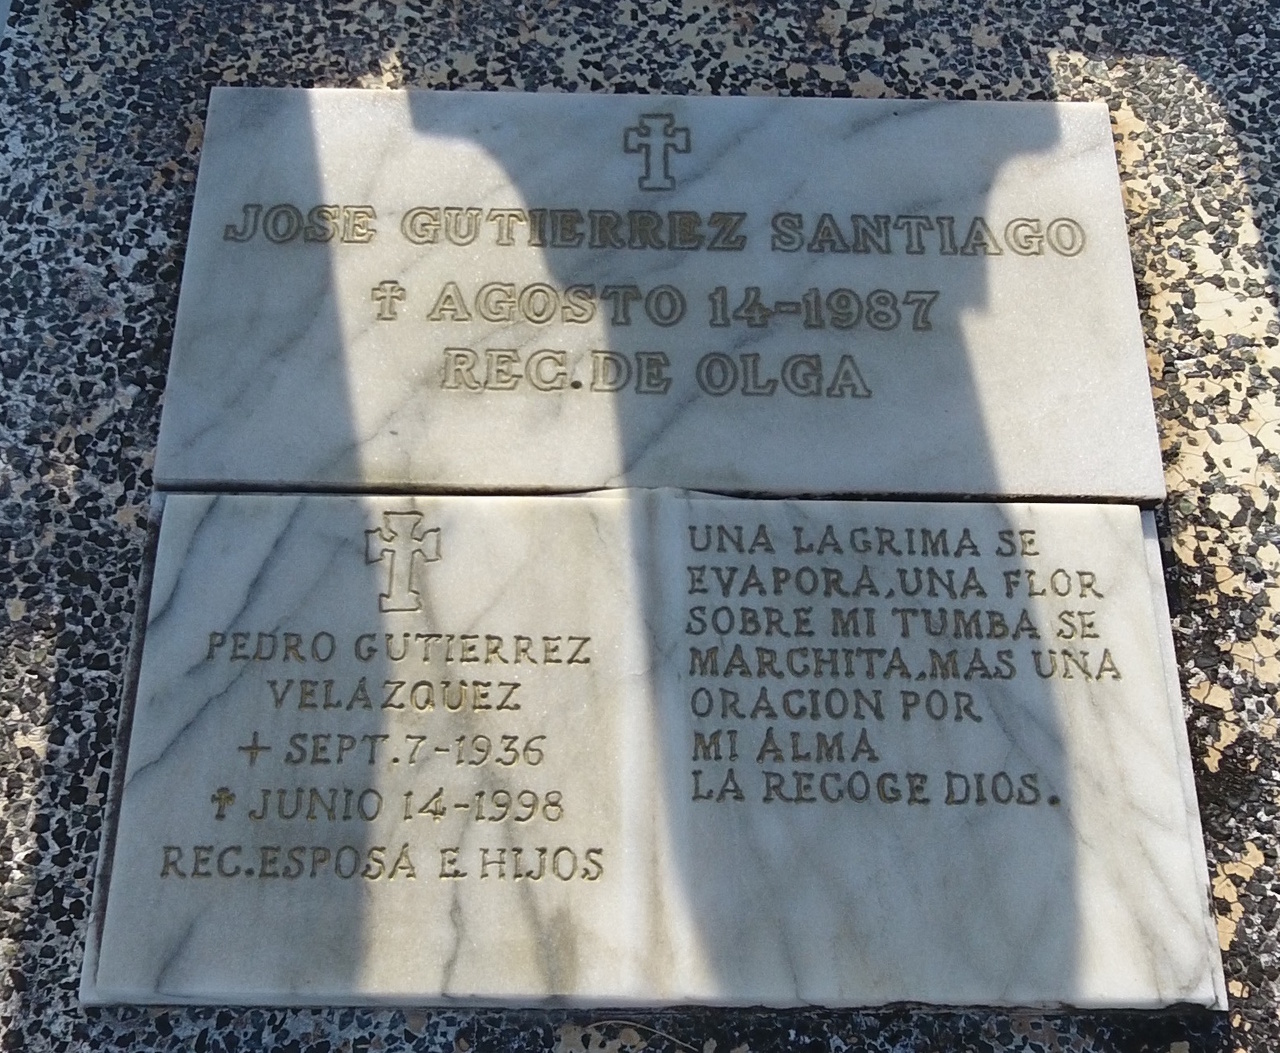 JOSE GUTIERREZ SANTIAGO
✝ AGOSTO 14-1987
REC. DE OLGA
PEDRO GUTIERREZ
VELAZQUEZ
+ SEPT.7-1936
✝ JUNIO 14-1998
REC.ESPOSA E HIJOS
UNA LAGRIMA SE
EVAPORA,UNA FLOR
SOBRE MI TUMBA SE
MARCHITA,MAS UNA
ORACION POR
MI ALMA
LA RECOGE DIOS.